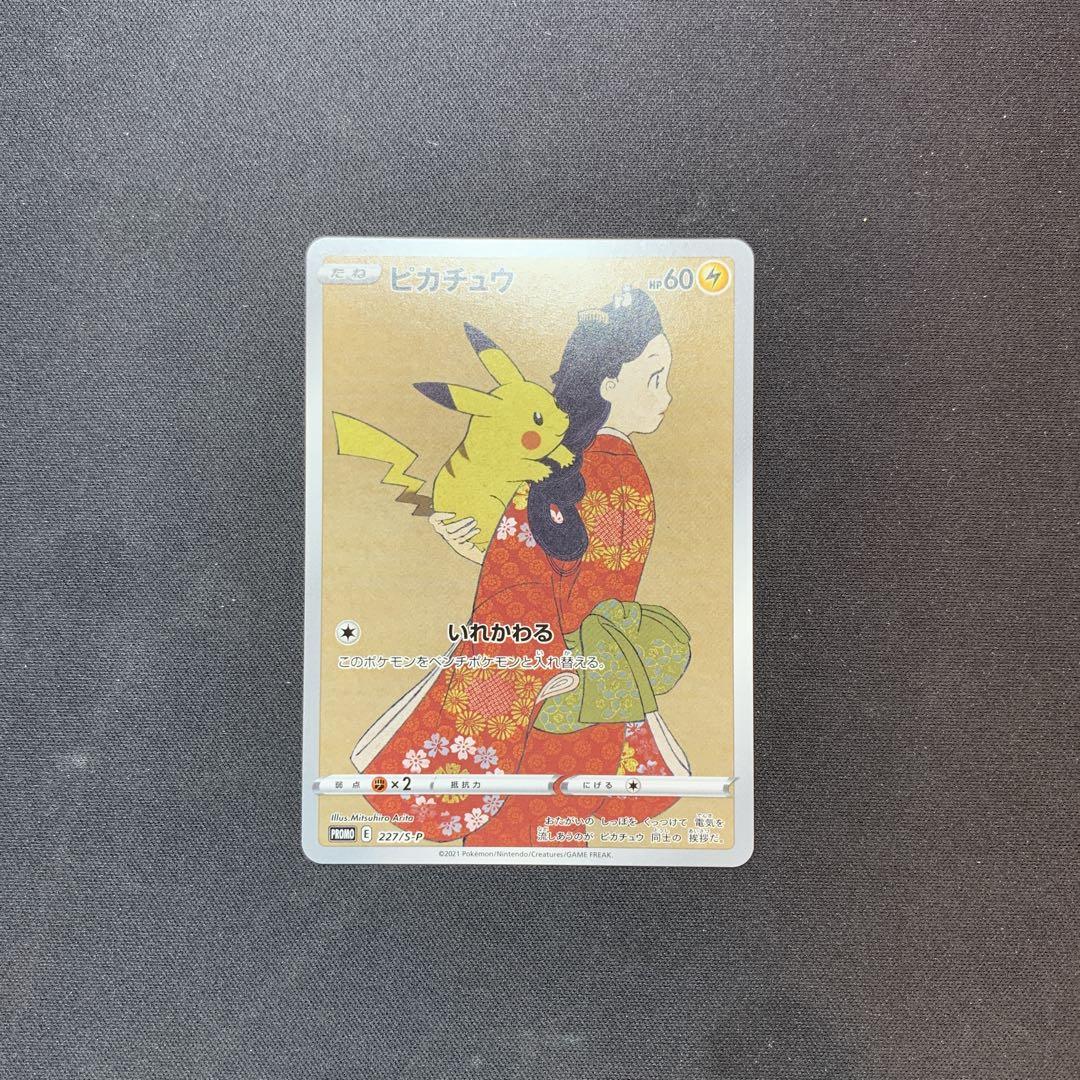 たね ピカチュウ HP60
いれかわる
このポケモンをベンチポケモンと入れ替える。
弱点 ×2 抵抗力 にげる
Illus.Mitsuhiro Arita
PROMO E 227/S-P
おたがいの しっぽを くっつけて 電気を
流しあうのが ピカチュウ 同士の 挨拶だ。
©2021 Pokémon/Nintendo/Creatures/GAME FREAK.